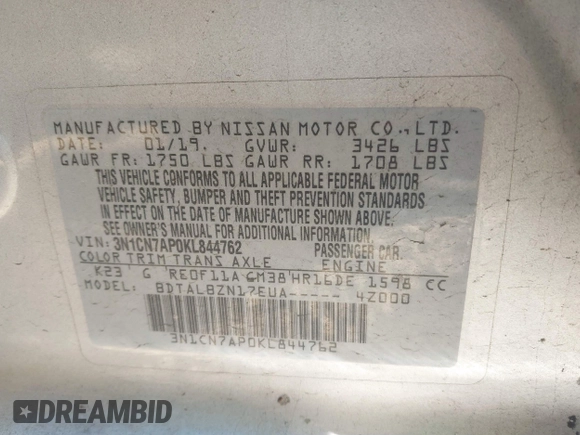 MANUFACTURED BY NISSAN MOTOR CO.,LTD.
DATE: 01/19. GVWR: 3426 LBS
GAWR FR: 1750 LBS GAWR RR: 1708 LBS
THIS VEHICLE CONFORMS TO ALL APPLICABLE FEDERAL MOTOR
VEHICLE SAFETY, BUMPER AND THEFT PREVENTION STANDARDS
IN EFFECT ON THE DATE OF MANUFACTURE SHOWN ABOVE.
SEE OWNER'S MANUAL FOR ADDITIONAL INFORMATION
VIN: 3N1CN7AP0KL844762 PASSENGER CAR.
COLOR TRIM TRANS AXLE ENGINE
K23 G RE0F11A GM38 HR16DE 1598 CC
MODEL: BDTALBZN17EUA----- 4Z000
3N1CN7AP0KL844762
DREAMBID